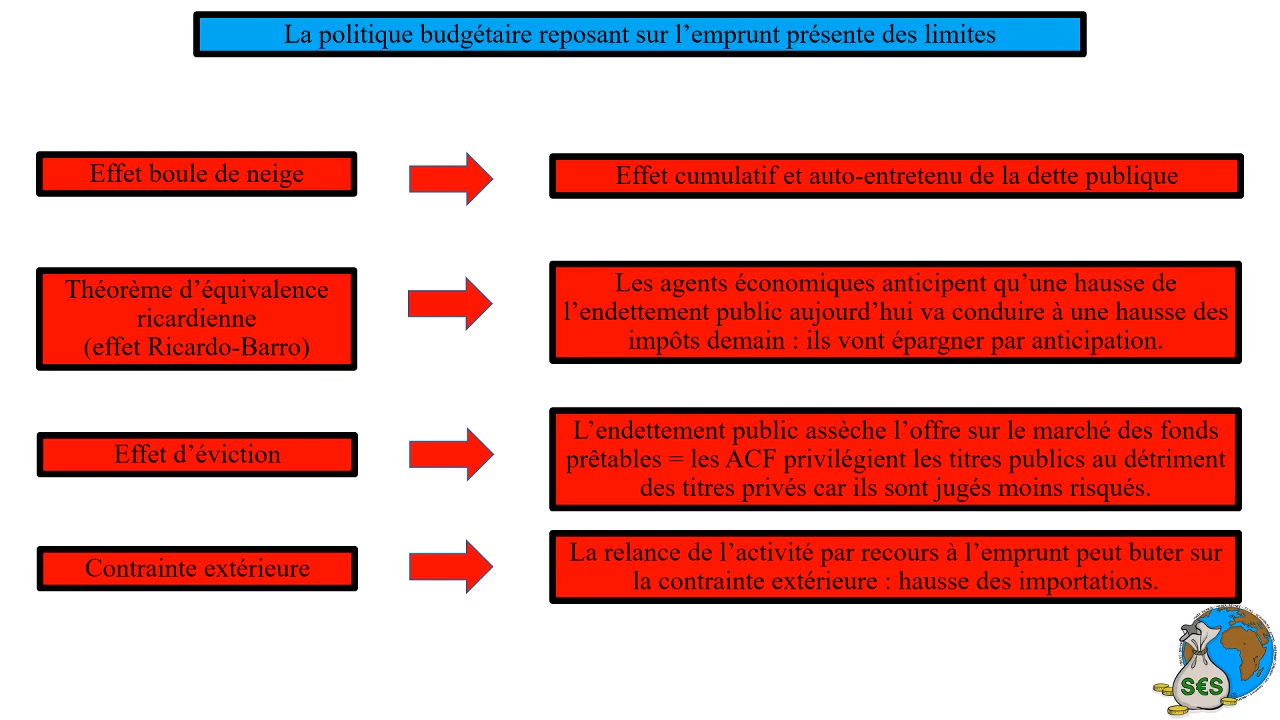 La politique budgétaire reposant sur l’emprunt présente des limites
Effet boule de neige
Effet cumulatif et auto-entretenu de la dette publique
Théorème d’équivalence
ricardienne
(effet Ricardo-Barro)
Les agents économiques anticipent qu’une hausse de
l’endettement public aujourd’hui va conduire à une hausse des
impôts demain : ils vont épargner par anticipation.
Effet d’éviction
L’endettement public assèche l’offre sur le marché des fonds
prêtables = les ACF privilégient les titres publics au détriment
des titres privés car ils sont jugés moins risqués.
Contrainte extérieure
La relance de l’activité par recours à l’emprunt peut buter sur
la contrainte extérieure : hausse des importations.
S€S